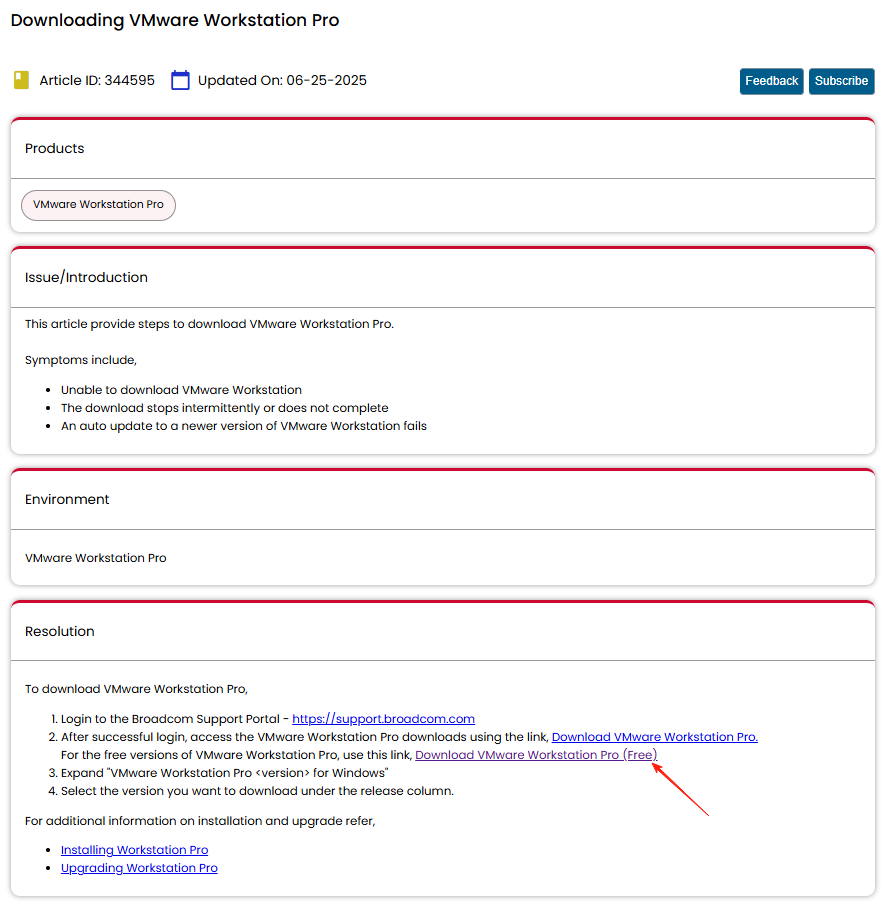 Downloading VMware Workstation Pro
Article ID: 344595
Updated On: 06-25-2025
Feedback
Subscribe
Products
VMware Workstation Pro
Issue/Introduction
This article provide steps to download VMware Workstation Pro.
Symptoms include,
Unable to download VMware Workstation
The download stops intermittently or does not complete
An auto update to a newer version of VMware Workstation fails
Environment
VMware Workstation Pro
Resolution
To download VMware Workstation Pro,
1. Login to the Broadcom Support Portal - https://support.broadcom.com
2. After successful login, access the VMware Workstation Pro downloads using the link, Download VMware Workstation Pro.
For the free versions of VMware Workstation Pro, use this link, Download VMware Workstation Pro (Free)
3. Expand "VMware Workstation Pro <version> for Windows"
4. Select the version you want to download under the release column.
For additional information on installation and upgrade refer,
Installing Workstation Pro
Upgrading Workstation Pro